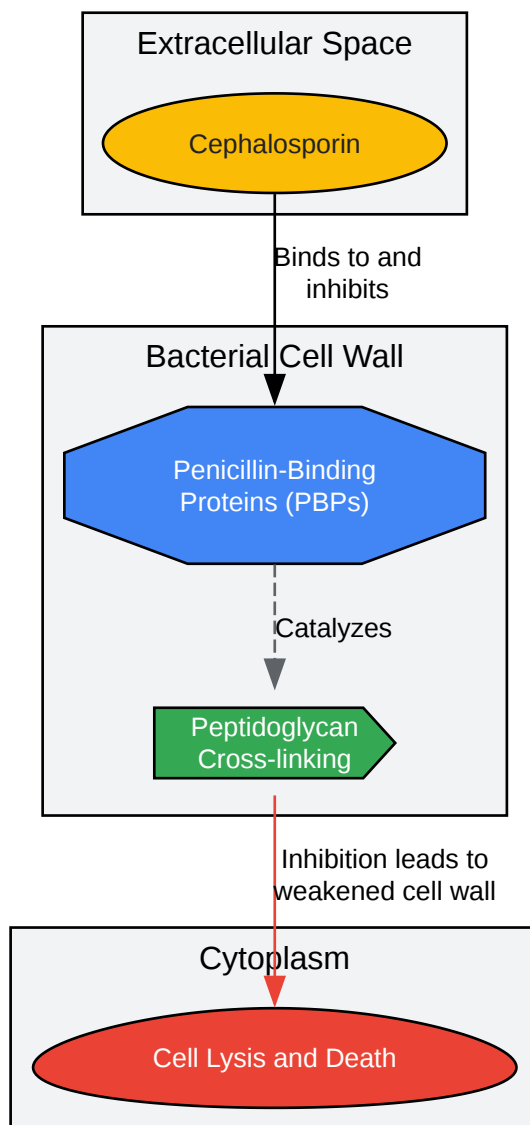 Extracellular Space
Cephalosporin
Binds to and
inhibits
Bacterial Cell Wall
Penicillin-Binding
Proteins (PBPs)
Catalyzes
Peptidoglycan
Cross-linking
Inhibition leads to
weakened cell wall
Cytoplasm
Cell Lysis and Death